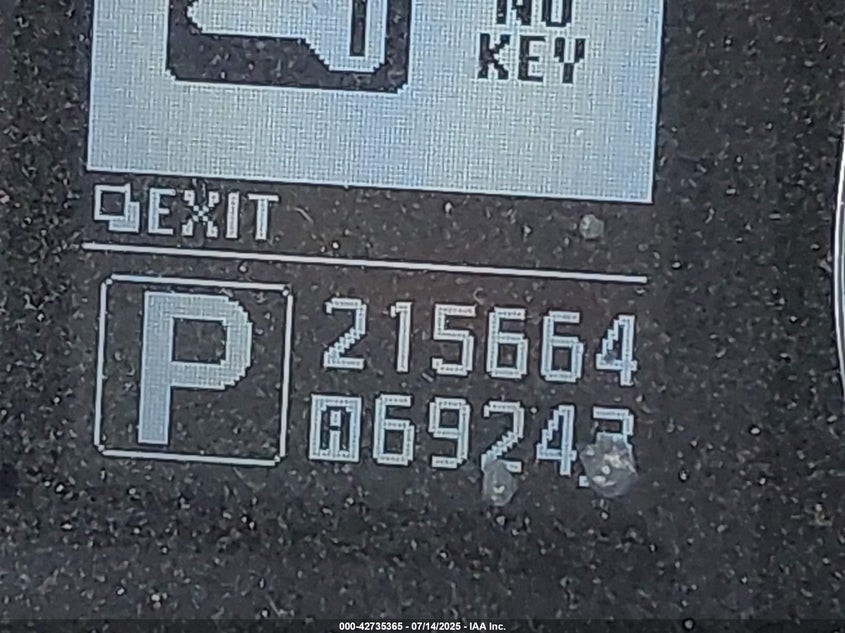 NO
KEY
EXIT
P
215664
A6924
000-42735365 - 07/14/2025 - IAA Inc.